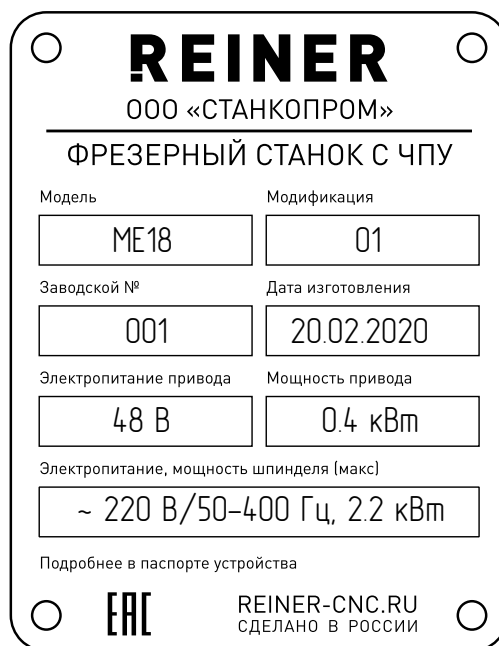 REINER
ООО «СТАНКОПРОМ»
ФРЕЗЕРНЫЙ СТАНОК С ЧПУ
Модель Модификация
МЕ18 01
Заводской № Дата изготовления
001 20.02.2020
Электропитание привода Мощность привода
48 В 0.4 кВт
Электропитание, мощность шпинделя (макс)
~ 220 В/50–400 Гц, 2.2 кВт
Подробнее в паспорте устройства
EAC REINER-CNC.RU
СДЕЛАНО В РОССИИ